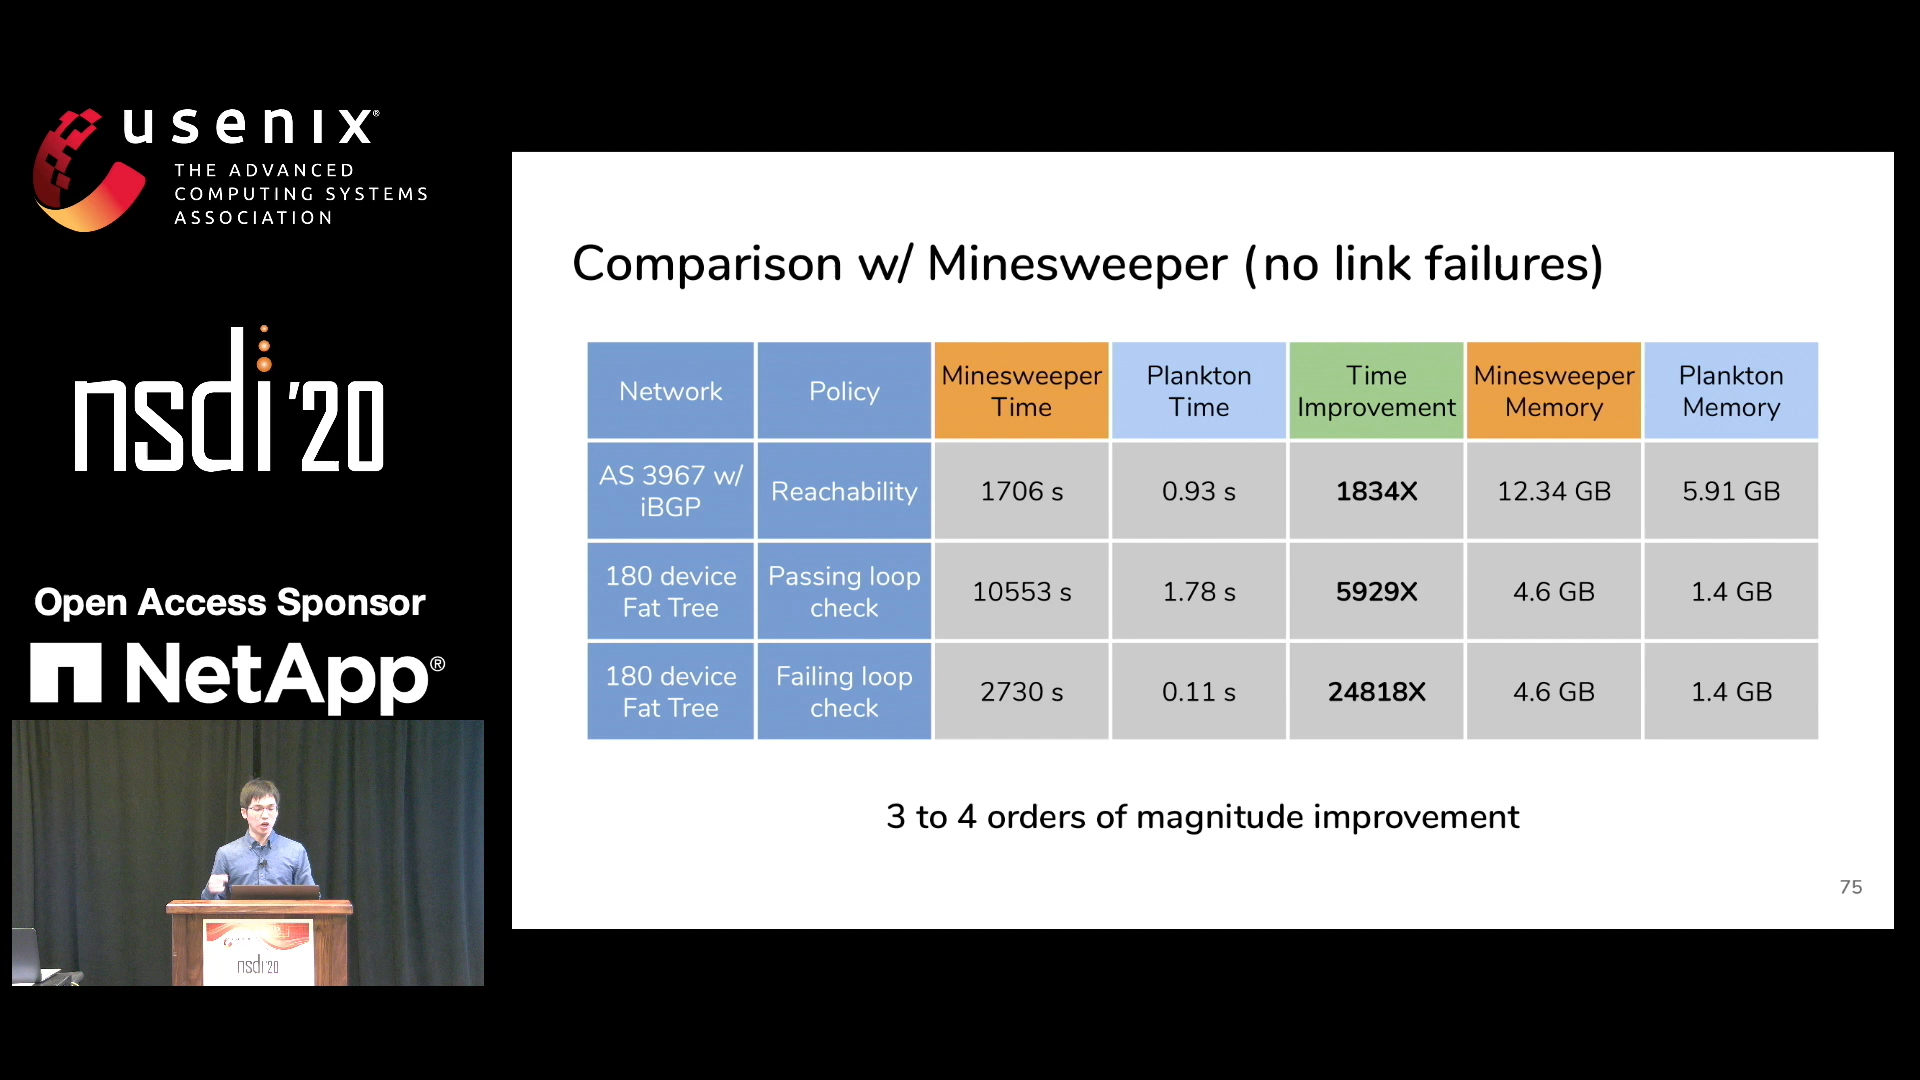 usenix®
THE ADVANCED
COMPUTING SYSTEMS
ASSOCIATION
nsdi '20
Open Access Sponsor
NetApp®
nsdi '20
Comparison w/ Minesweeper (no link failures)
Network
Policy
Minesweeper
Time
Plankton
Time
Time
Improvement
Minesweeper
Memory
Plankton
Memory
AS 3967 w/
iBGP
Reachability
1706 s
0.93 s
1834X
12.34 GB
5.91 GB
180 device
Fat Tree
Passing loop
check
10553 s
1.78 s
5929X
4.6 GB
1.4 GB
180 device
Fat Tree
Failing loop
check
2730 s
0.11 s
24818X
4.6 GB
1.4 GB
3 to 4 orders of magnitude improvement
75